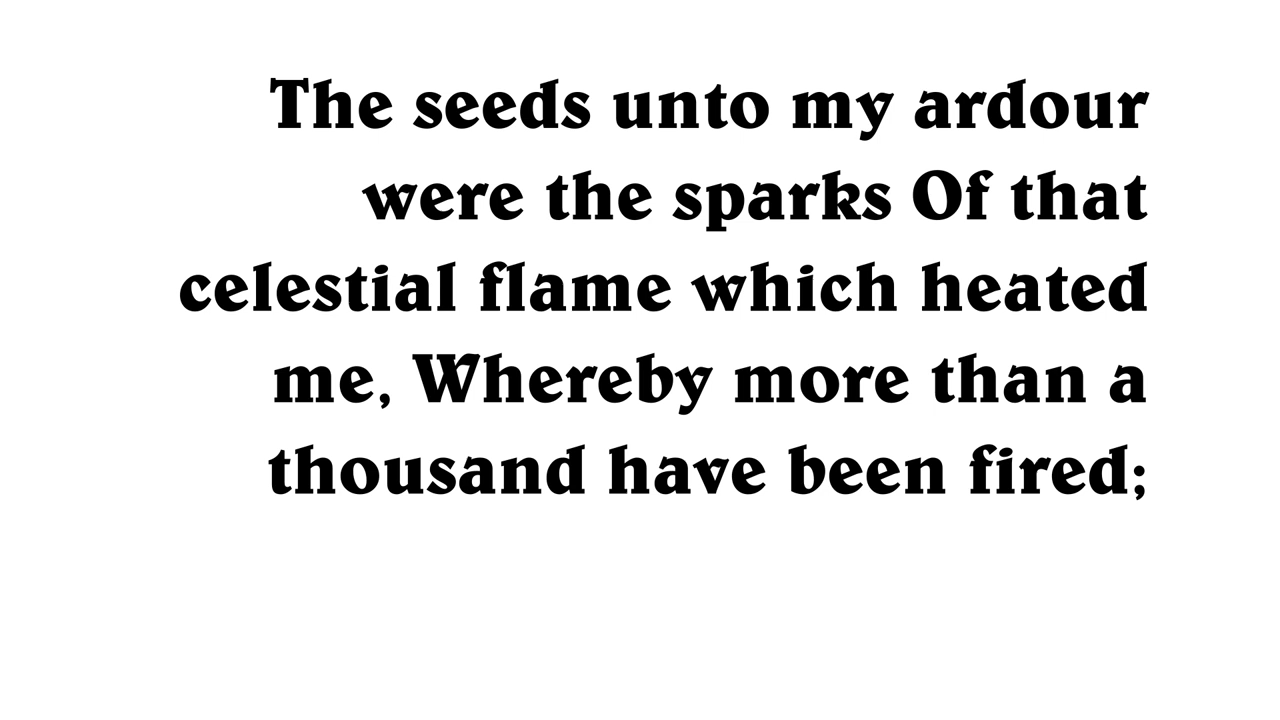 The seeds unto my ardour
were the sparks Of that
celestial flame which heated
me, Whereby more than a
thousand have been fired;